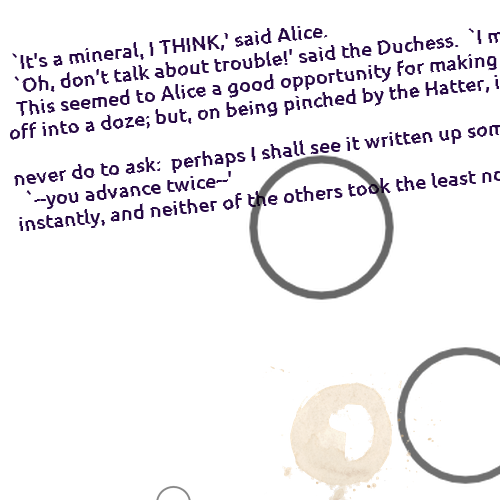 `It's a mineral, I THINK,' said Alice.
`Oh, don't talk about trouble!' said the Duchess. `I m
This seemed to Alice a good opportunity for making
off into a doze; but, on being pinched by the Hatter, i
never do to ask: perhaps I shall see it written up som
`--you advance twice--'
instantly, and neither of the others took the least no